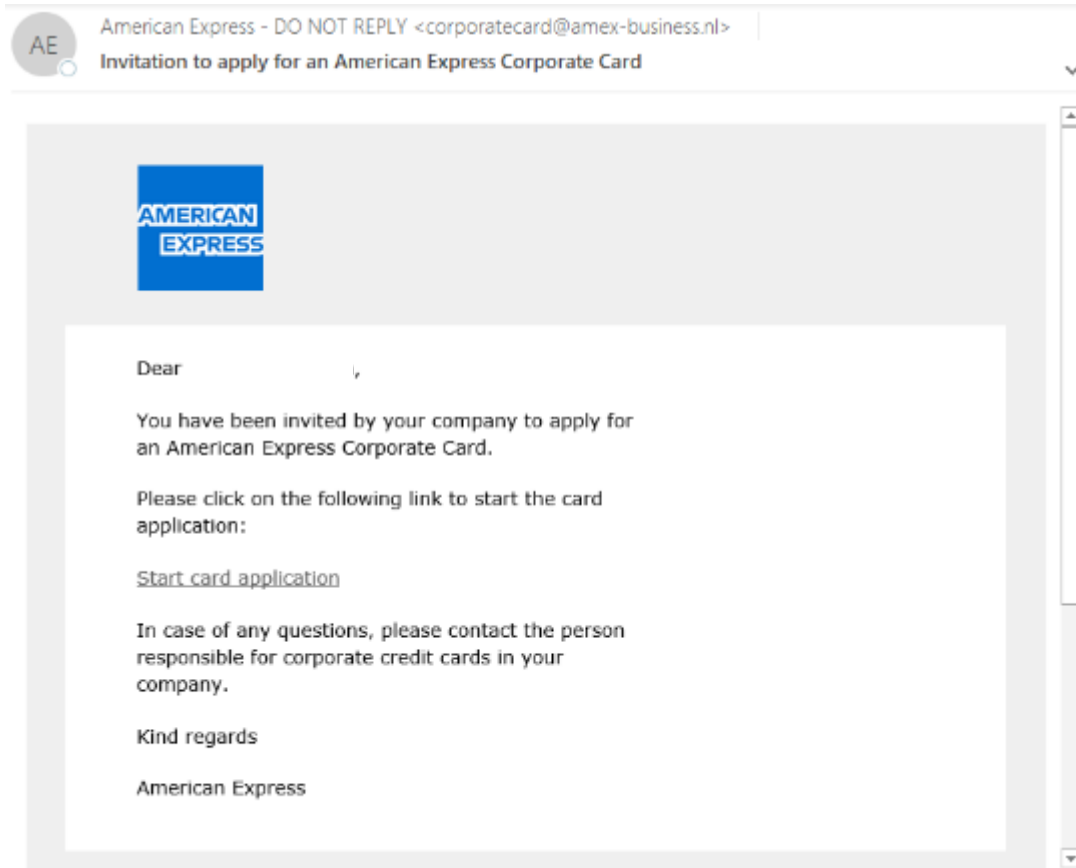 AE
American Express - DO NOT REPLY <corporatecard@amex-business.nl>
Invitation to apply for an American Express Corporate Card
AMERICAN
EXPRESS
Dear ,
You have been invited by your company to apply for
an American Express Corporate Card.
Please click on the following link to start the card
application:
Start card application
In case of any questions, please contact the person
responsible for corporate credit cards in your
company.
Kind regards
American Express